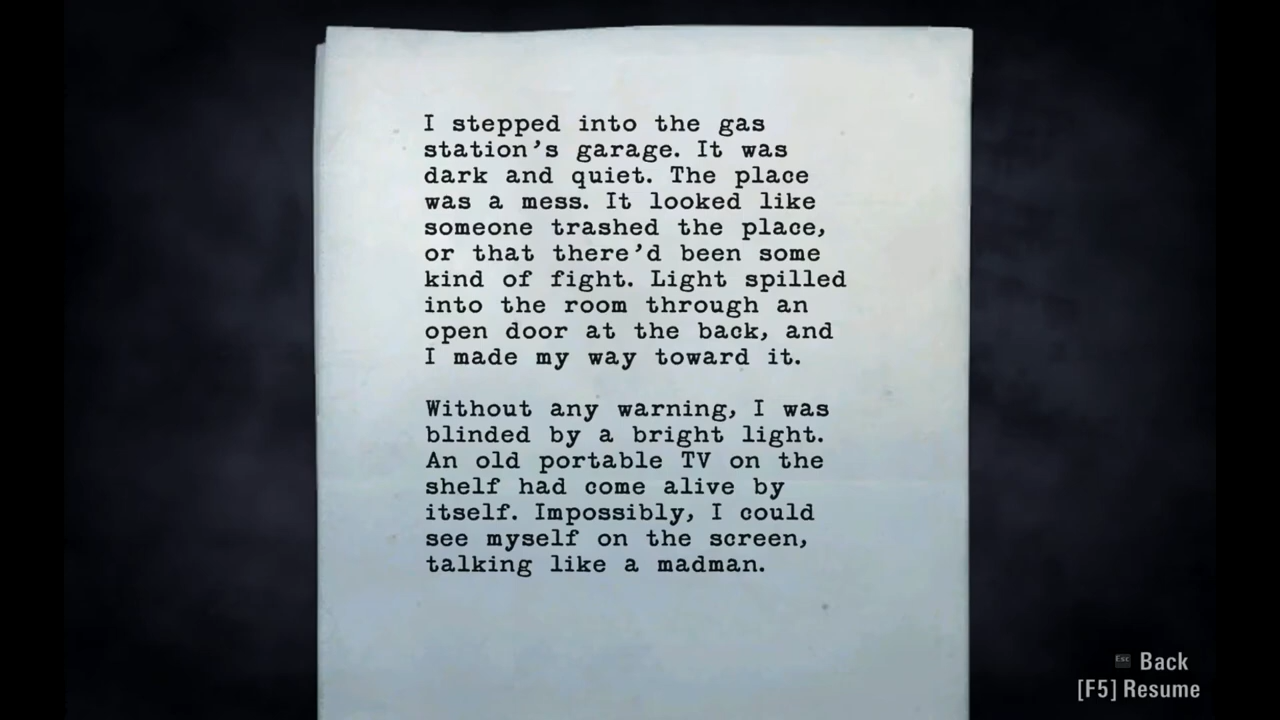 I stepped into the gas
station's garage. It was
dark and quiet. The place
was a mess. It looked like
someone trashed the place,
or that there'd been some
kind of fight. Light spilled
into the room through an
open door at the back, and
I made my way toward it.
Without any warning, I was
blinded by a bright light.
An old portable TV on the
shelf had come alive by
itself. Impossibly, I could
see myself on the screen,
talking like a madman.
Esc Back
[F5] Resume